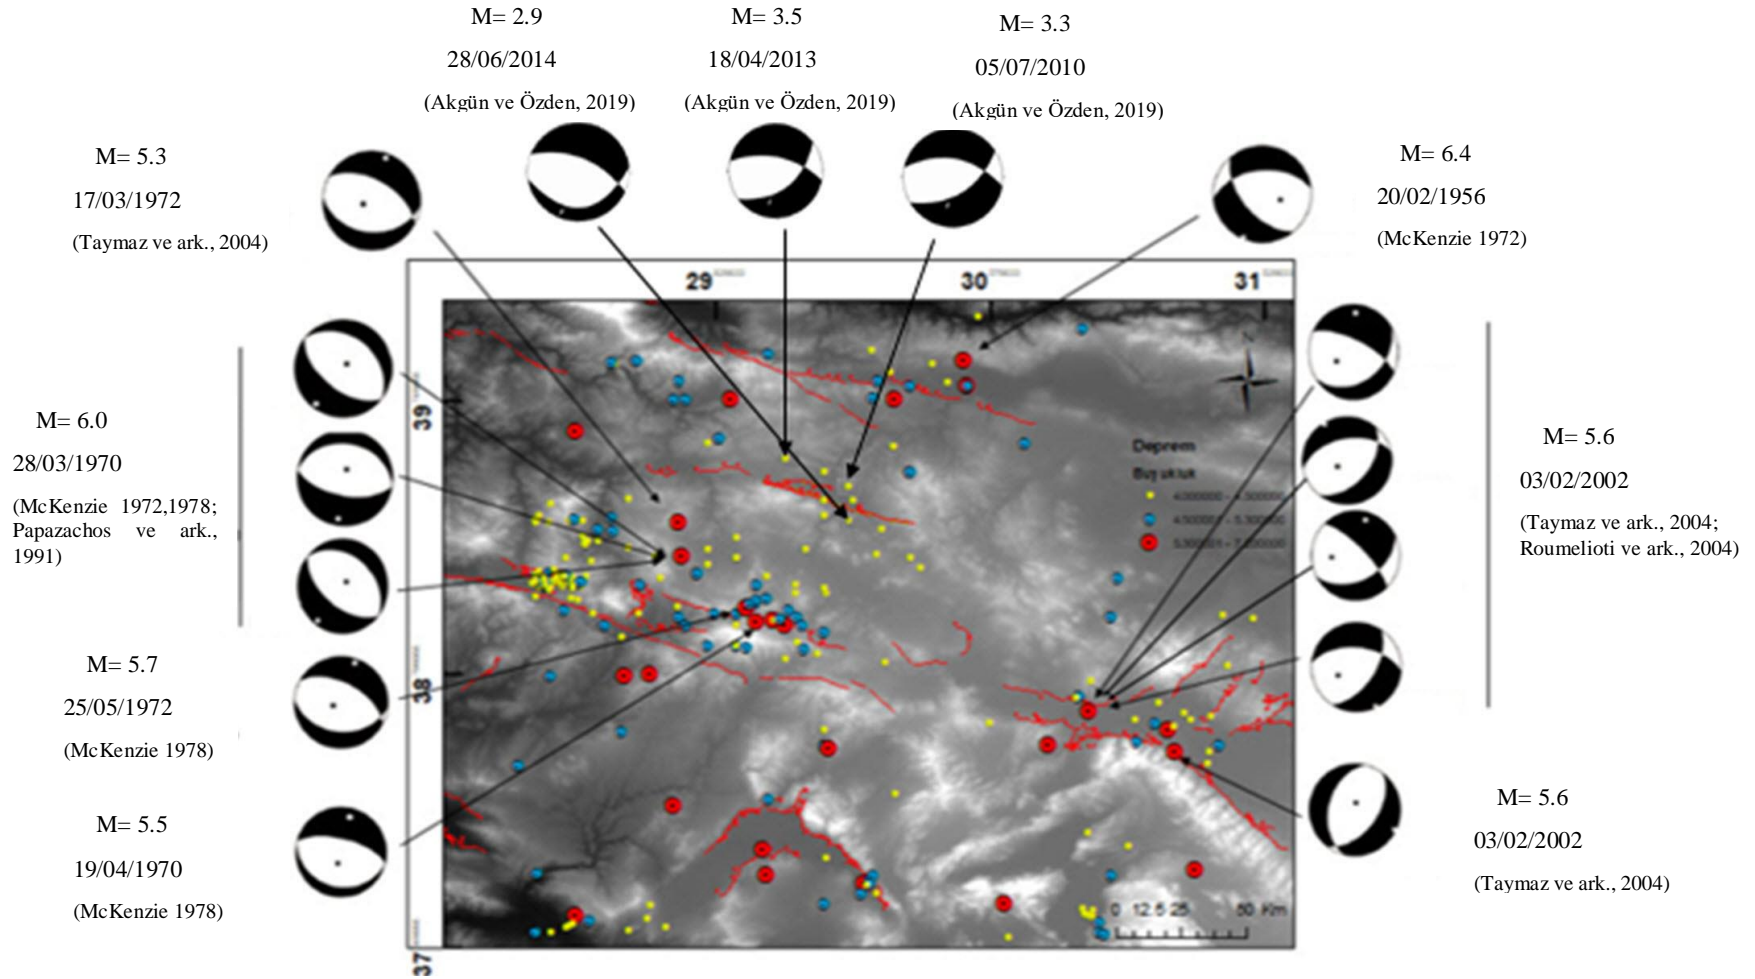 M= 2.9
28/06/2014
(Akgün ve Özden, 2019)
M= 3.5
18/04/2013
(Akgün ve Özden, 2019)
M= 3.3
05/07/2010
(Akgün ve Özden, 2019)
M= 5.3
17/03/1972
(Taymaz ve ark., 2004)
M= 6.4
20/02/1956
(McKenzie 1972)
29
30
31
39
38
37
M= 6.0
28/03/1970
(McKenzie 1972,1978;
Papazachos ve ark.,
1991)
Deprem
Buyukluk
4.000000 - 4.500000
M= 5.6
03/02/2002
(Taymaz ve ark., 2004;
Roumelioti ve ark., 2004)
M= 5.7
25/05/1972
(McKenzie 1978)
M= 5.5
19/04/1970
(McKenzie 1978)
M= 5.6
03/02/2002
(Taymaz ve ark., 2004)
0 12.5 25 50 Km